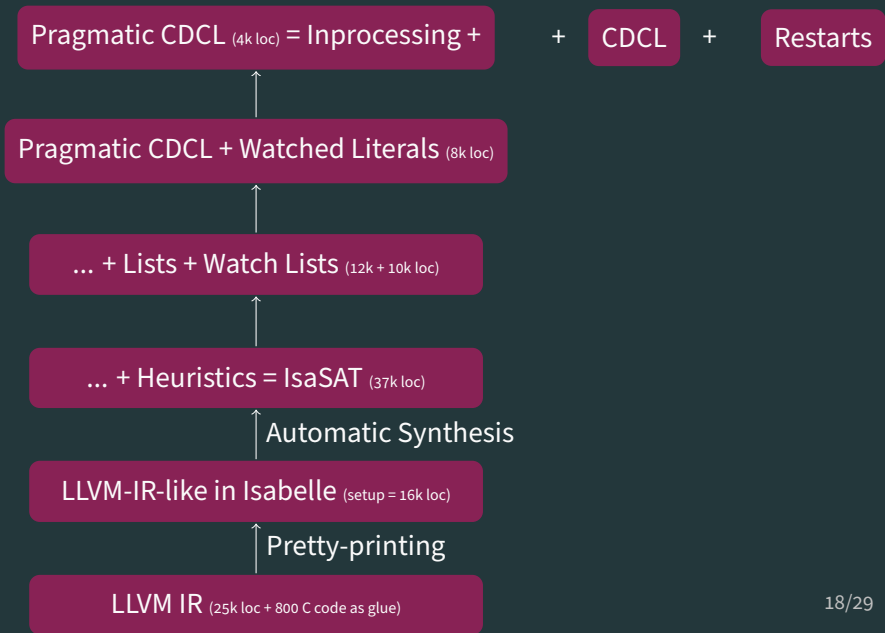 Pragmatic CDCL (4k loc) = Inprocessing + + CDCL + Restarts
Pragmatic CDCL + Watched Literals (8k loc)
... + Lists + Watch Lists (12k + 10k loc)
... + Heuristics = IsaSAT (37k loc)
Automatic Synthesis
LLVM-IR-like in Isabelle (setup = 16k loc)
Pretty-printing
LLVM IR (25k loc + 800 C code as glue)
18/29